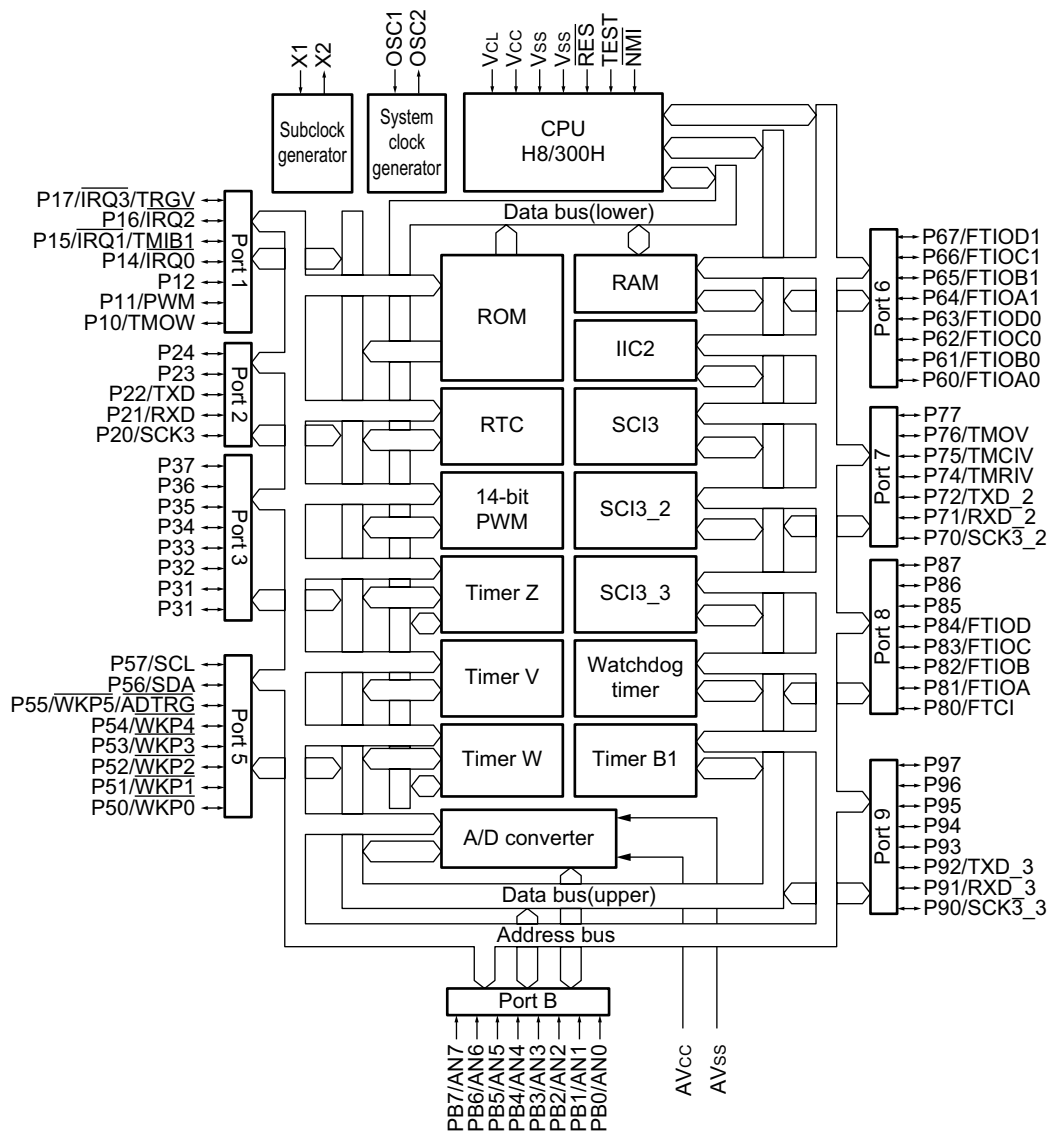 X1
X2
OSC1
OSC2
VCL
VCC
VSS
VSS
RES
TEST
NMI
Subclock
generator
System
clock
generator
CPU
H8/300H
P17/IRQ3/TRGV
P16/IRQ2
P15/IRQ1/TMIB1
P14/IRQ0
P12
P11/PWM
P10/TMOW
Port 1
P24
P23
P22/TXD
P21/RXD
P20/SCK3
Port 2
P37
P36
P35
P34
P33
P32
P31
P31
Port 3
P57/SCL
P56/SDA
P55/WKP5/ADTRG
P54/WKP4
P53/WKP3
P52/WKP2
P51/WKP1
P50/WKP0
Port 5
Data bus(lower)
ROM
RAM
IIC2
RTC
SCI3
14-bit
PWM
SCI3_2
Timer Z
SCI3_3
Timer V
Watchdog
timer
Timer W
Timer B1
A/D converter
Data bus(upper)
Address bus
P67/FTIOD1
P66/FTIOC1
P65/FTIOB1
P64/FTIOA1
P63/FTIOD0
P62/FTIOC0
P61/FTIOB0
P60/FTIOA0
Port 6
P77
P76/TMOV
P75/TMCIV
P74/TMRIV
P72/TXD_2
P71/RXD_2
P70/SCK3_2
Port 7
P87
P86
P85
P84/FTIOD
P83/FTIOC
P82/FTIOB
P81/FTIOA
P80/FTCI
Port 8
P97
P96
P95
P94
P93
P92/TXD_3
P91/RXD_3
P90/SCK3_3
Port 9
Port B
PB7/AN7
PB6/AN6
PB5/AN5
PB4/AN4
PB3/AN3
PB2/AN2
PB1/AN1
PB0/AN0
AVCC
AVSS